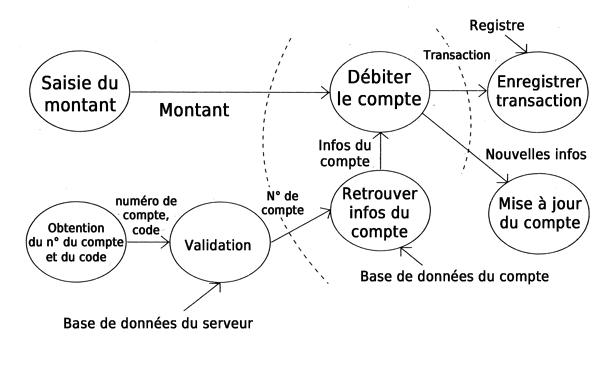 Registre
Transaction
Saisie du
montant
Montant
Débiter
le compte
Enregistrer
transaction
Infos du
compte
Nouvelles infos
numéro de
compte,
code
N° de
compte
Retrouver
infos du
compte
Mise à jour
du compte
Obtention
du n° du compte
et du code
Validation
Base de données du compte
Base de données du serveur